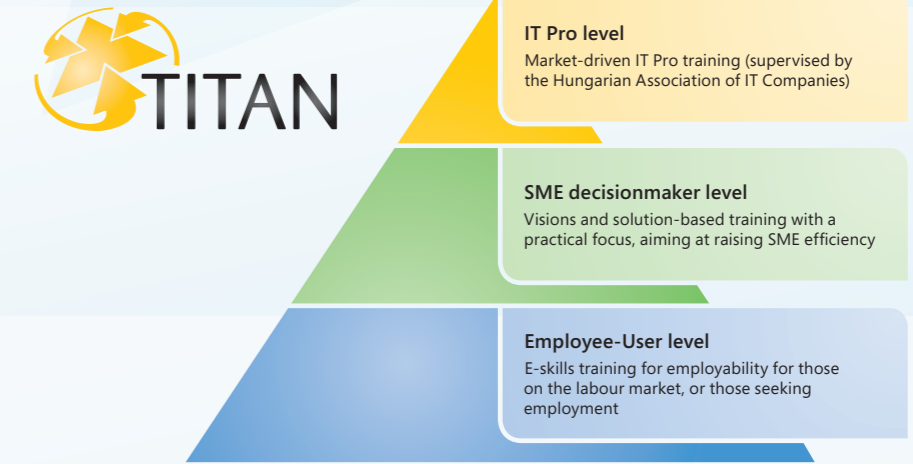 TITAN
IT Pro level
Market-driven IT Pro training (supervised by
the Hungarian Association of IT Companies)
SME decisionmaker level
Visions and solution-based training with a
practical focus, aiming at raising SME efficiency
Employee-User level
E-skills training for employability for those
on the labour market, or those seeking
employment